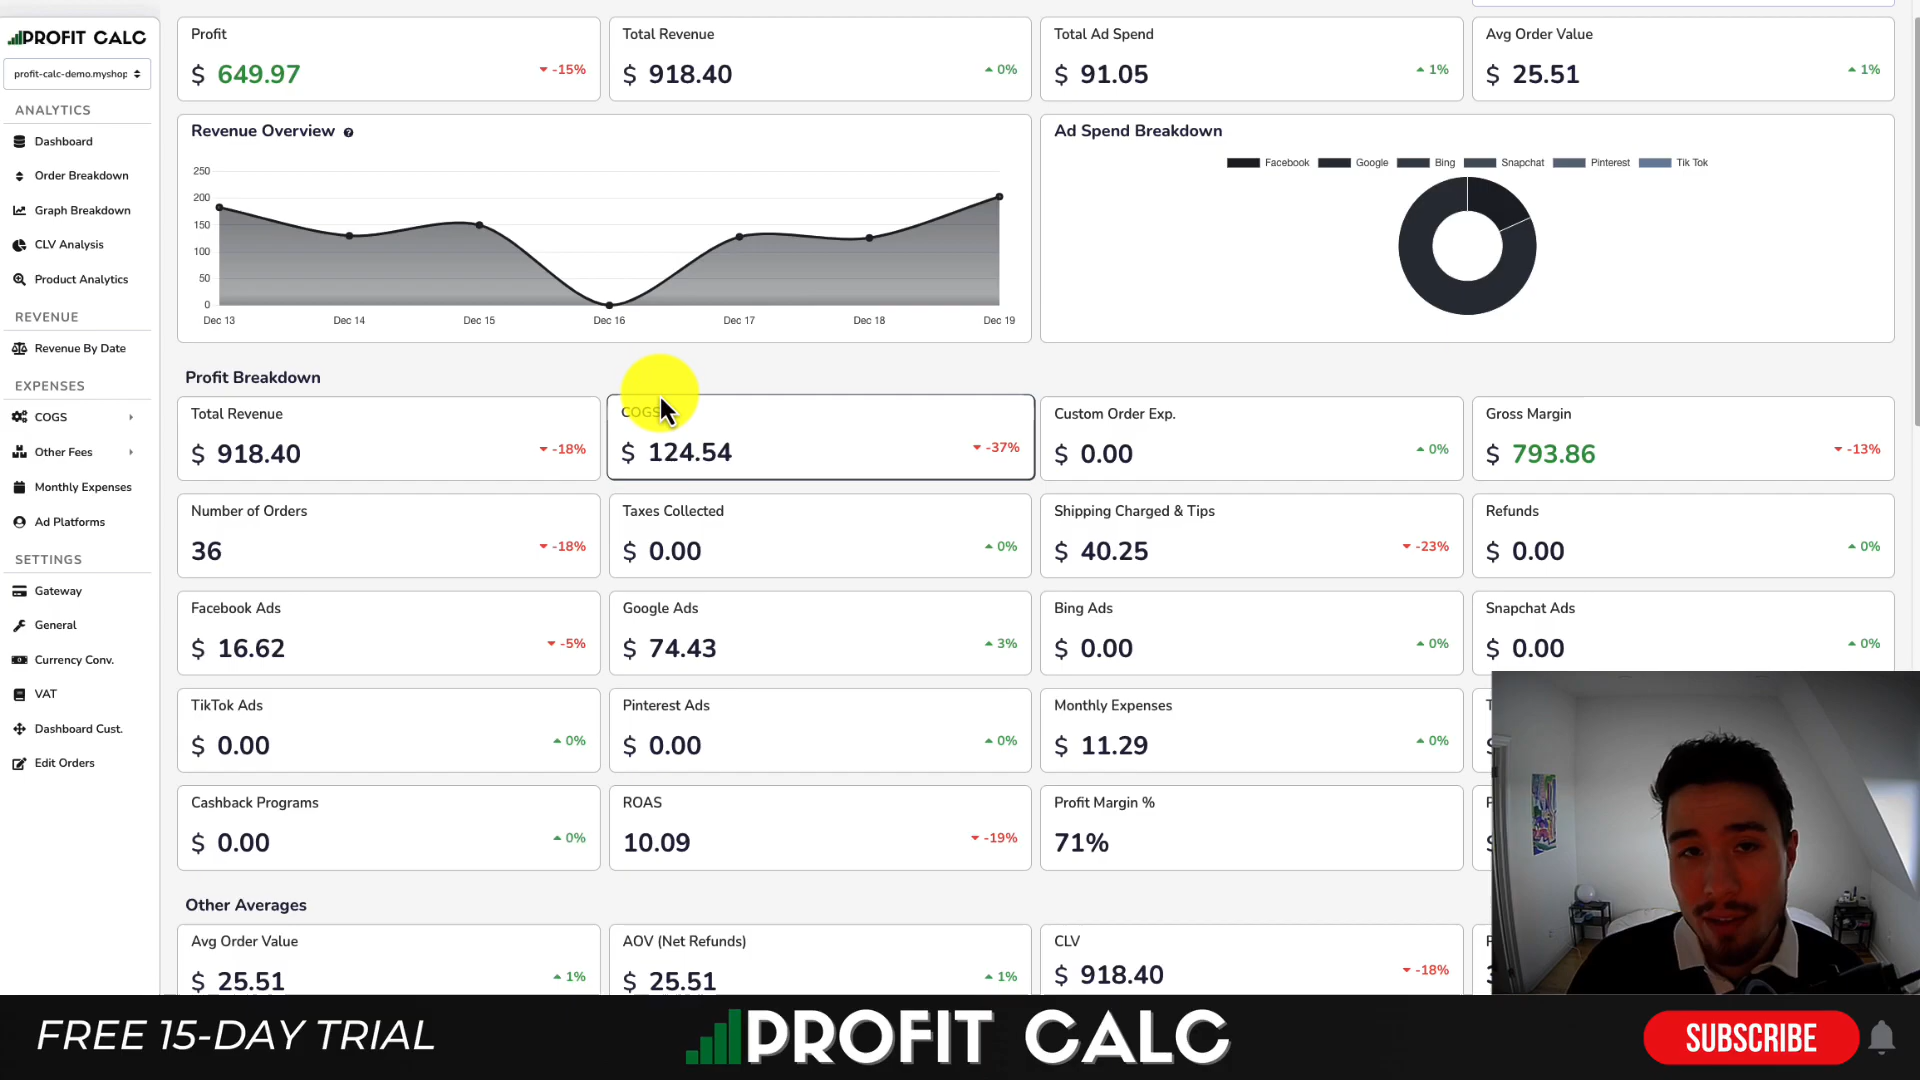 PROFIT CALC
profit-calc-demo.myshop
ANALYTICS
Dashboard
Order Breakdown
Graph Breakdown
CLV Analysis
Product Analytics
REVENUE
Revenue By Date
EXPENSES
COGS
Other Fees
Monthly Expenses
Ad Platforms
SETTINGS
Gateway
General
Currency Conv.
VAT
Dashboard Cust.
Edit Orders
Profit
$ 649.97 -15%
Total Revenue
$ 918.40 0%
Total Ad Spend
$ 91.05 1%
Avg Order Value
$ 25.51 1%
Revenue Overview ?
250
200
150
100
50
0
Dec 13 Dec 14 Dec 15 Dec 16 Dec 17 Dec 18 Dec 19
Ad Spend Breakdown
Facebook Google Bing Snapchat Pinterest Tik Tok
Profit Breakdown
Total Revenue
$ 918.40 -18%
COGS
$ 124.54 -37%
Custom Order Exp.
$ 0.00 0%
Gross Margin
$ 793.86 -13%
Number of Orders
36 -18%
Taxes Collected
$ 0.00 0%
Shipping Charged & Tips
$ 40.25 -23%
Refunds
$ 0.00 0%
Facebook Ads
$ 16.62 -5%
Google Ads
$ 74.43 3%
Bing Ads
$ 0.00 0%
Snapchat Ads
$ 0.00 0%
TikTok Ads
$ 0.00 0%
Pinterest Ads
$ 0.00 0%
Monthly Expenses
$ 11.29 0%
Cashback Programs
$ 0.00 0%
ROAS
10.09 -19%
Profit Margin %
71%
Other Averages
Avg Order Value
$ 25.51 1%
AOV (Net Refunds)
$ 25.51 1%
CLV
$ 918.40 -18%
FREE 15-DAY TRIAL
PROFIT CALC
SUBSCRIBE